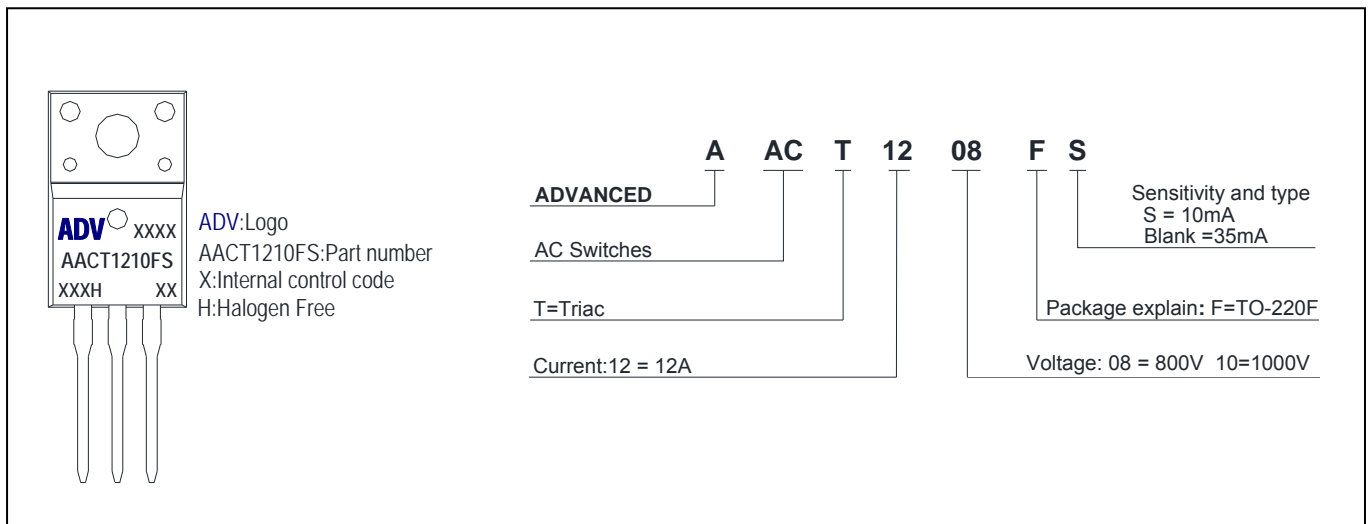 ADV XXXX
AACT1210FS
XXXH XX
ADV:Logo
AACT1210FS:Part number
X:Internal control code
H:Halogen Free
A AC T 12 08 F S
ADVANCED
AC Switches
T=Triac
Current:12 = 12A
Sensitivity and type
S = 10mA
Blank =35mA
Package explain: F=TO-220F
Voltage: 08 = 800V 10=1000V